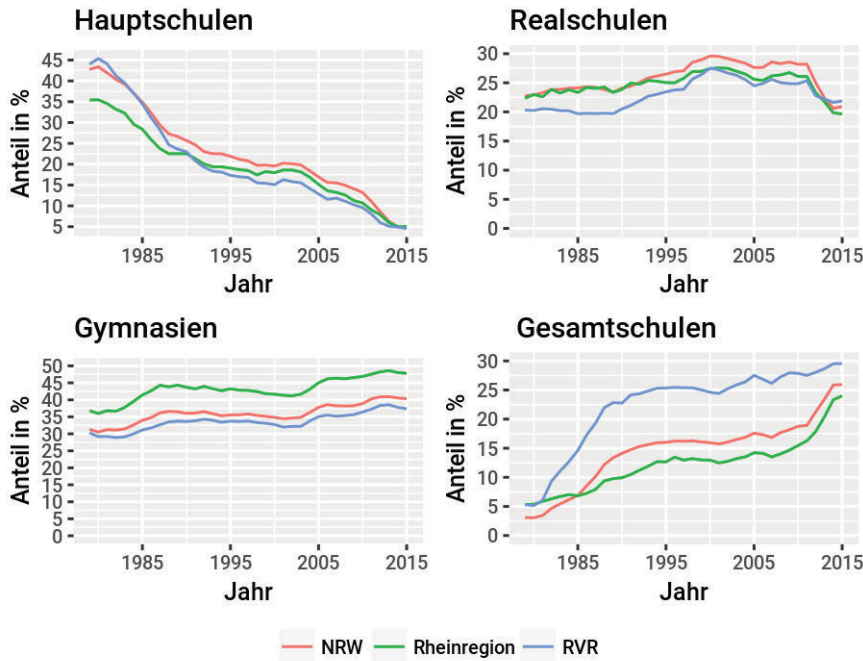 Hauptschulen
Anteil in %
45
40
35
30
25
20
15
10
5
1985 1995 2005 2015
Jahr
Realschulen
Anteil in %
30
25
20
15
10
5
0
1985 1995 2005 2015
Jahr
Gymnasien
Anteil in %
50
45
40
35
30
25
20
15
10
5
0
1985 1995 2005 2015
Jahr
Gesamtschulen
Anteil in %
30
25
20
15
10
5
0
1985 1995 2005 2015
Jahr
NRW Rheinregion RVR